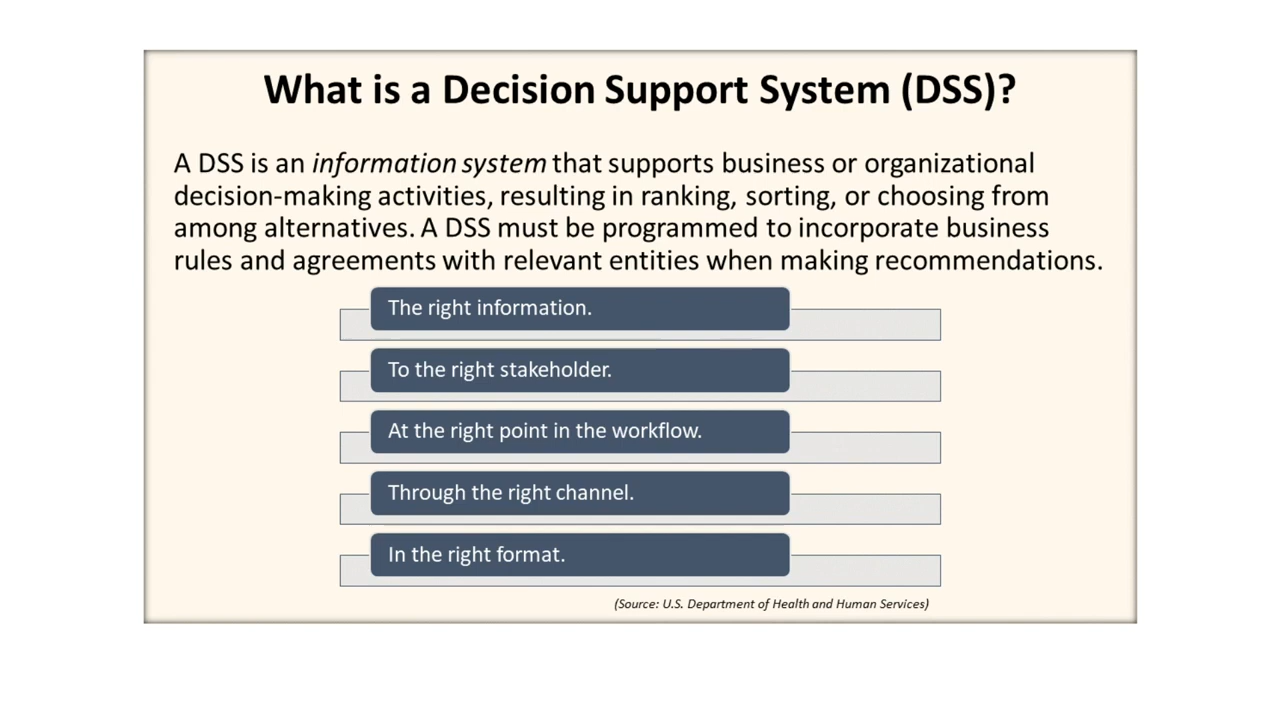 What is a Decision Support System (DSS)?
A DSS is an information system that supports business or organizational
decision-making activities, resulting in ranking, sorting, or choosing from
among alternatives. A DSS must be programmed to incorporate business
rules and agreements with relevant entities when making recommendations.
The right information.
To the right stakeholder.
At the right point in the workflow.
Through the right channel.
In the right format.
(Source: U.S. Department of Health and Human Services)